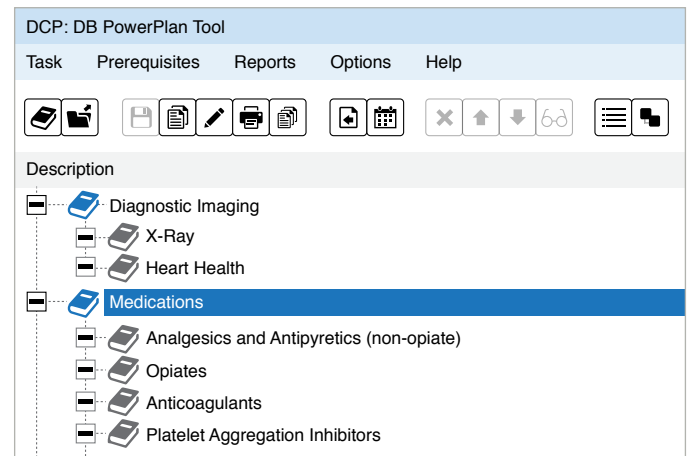 DCP: DB PowerPlan Tool
Task Prerequisites Reports Options Help
Description
Diagnostic Imaging
X-Ray
Heart Health
Medications
Analgesics and Antipyretics (non-opiate)
Opiates
Anticoagulants
Platelet Aggregation Inhibitors